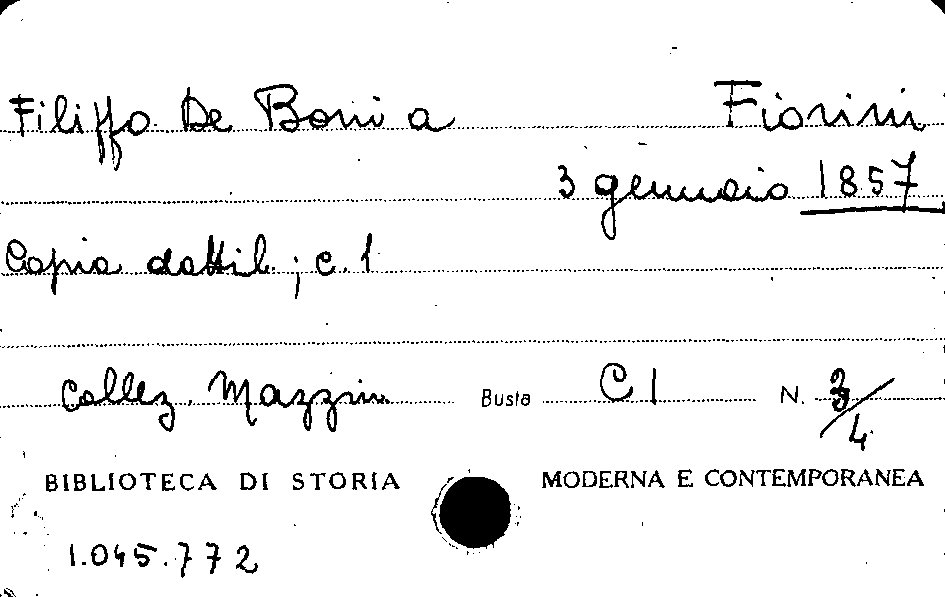 Filippo De Boni a Fiorini
3 gennaio 1857
Copia dattil.; c. 1
Collez. Mazzini Busta C I N. 3/4
BIBLIOTECA DI STORIA MODERNA E CONTEMPORANEA
1.045.772